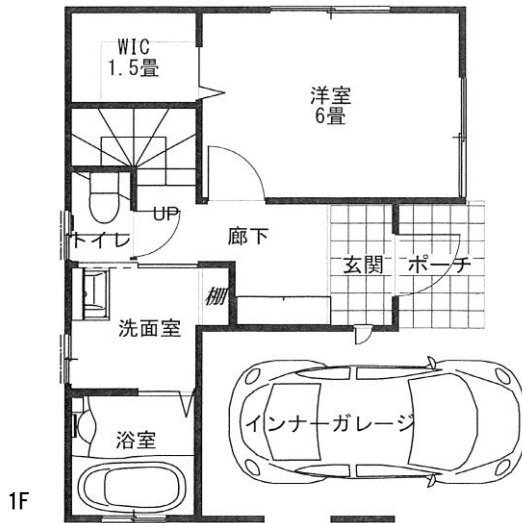 WIC
1.5畳
洋室
6畳
UP
トイレ
廊下
玄関
ポーチ
棚
洗面室
インナーガレージ
浴室
1F